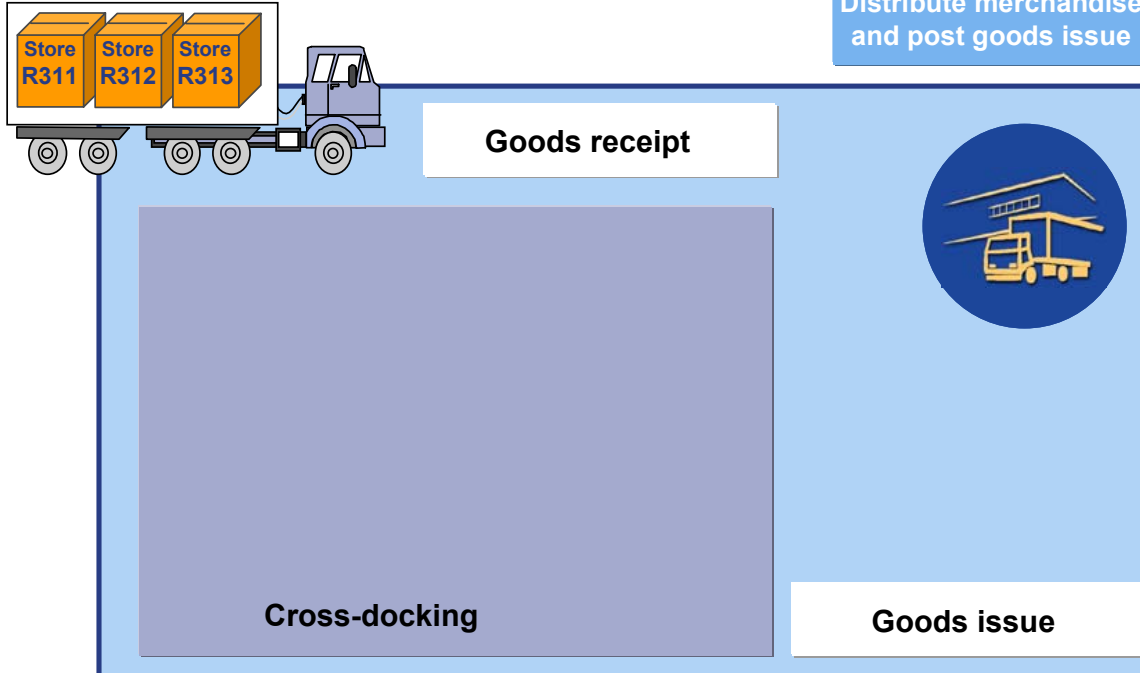 Distribute merchandise
and post goods issue
Store
R311
Store
R312
Store
R313
Goods receipt
Cross-docking
Goods issue